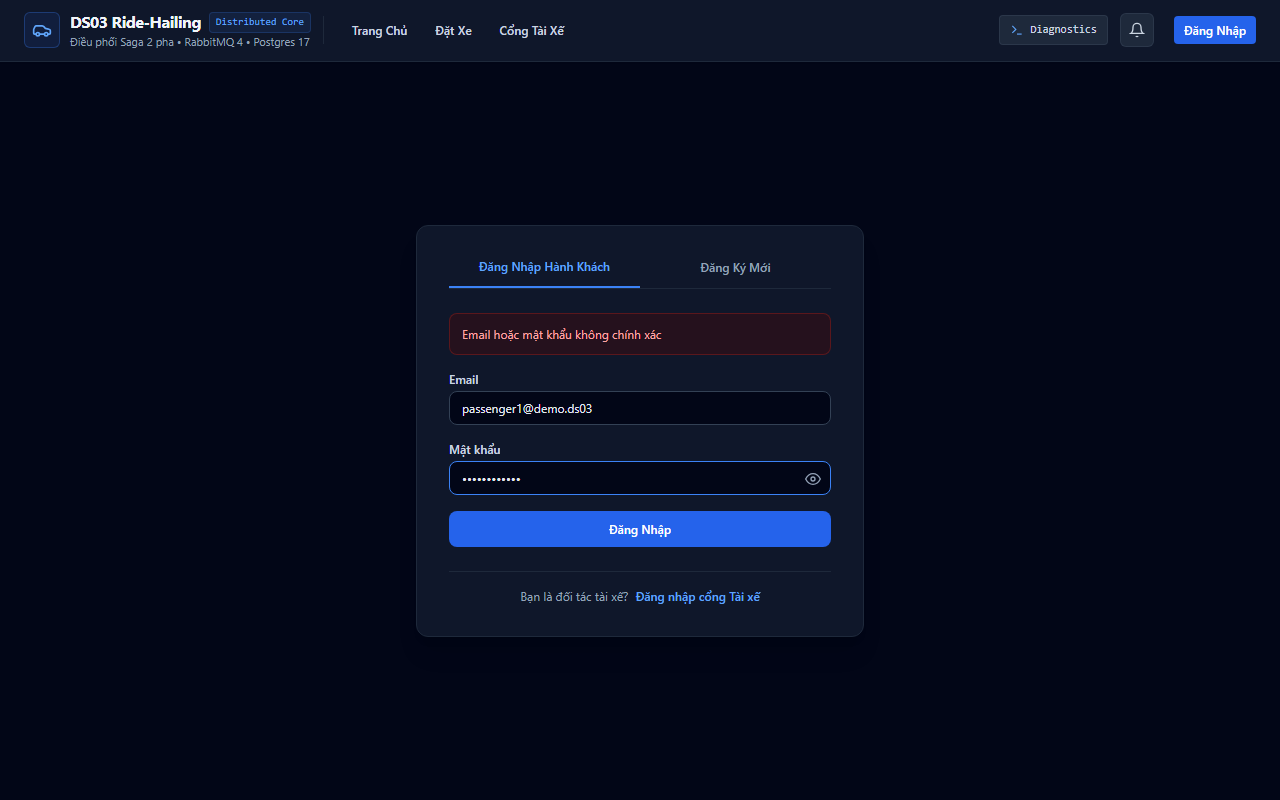 DS03 Ride-Hailing
Distributed Core
Điều phối Saga 2 pha • RabbitMQ 4 • Postgres 17
Trang Chủ
Đặt Xe
Cổng Tài Xế
>_ Diagnostics
Đăng Nhập
Đăng Nhập Hành Khách
Đăng Ký Mới
Email hoặc mật khẩu không chính xác
Email
passenger1@demo.ds03
Mật khẩu
••••••••••••
Đăng Nhập
Bạn là đối tác tài xế? Đăng nhập cổng Tài xế